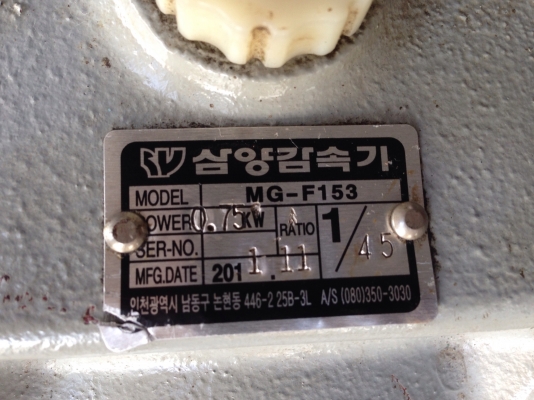 삼양감속기
MODEL MG-F153
POWER 0.75 KW RATIO 1/45
SER-NO.
MFG.DATE 2011.11
인천광역시 남동구 논현동 446-2 25B-3L A/S (080)350-3030